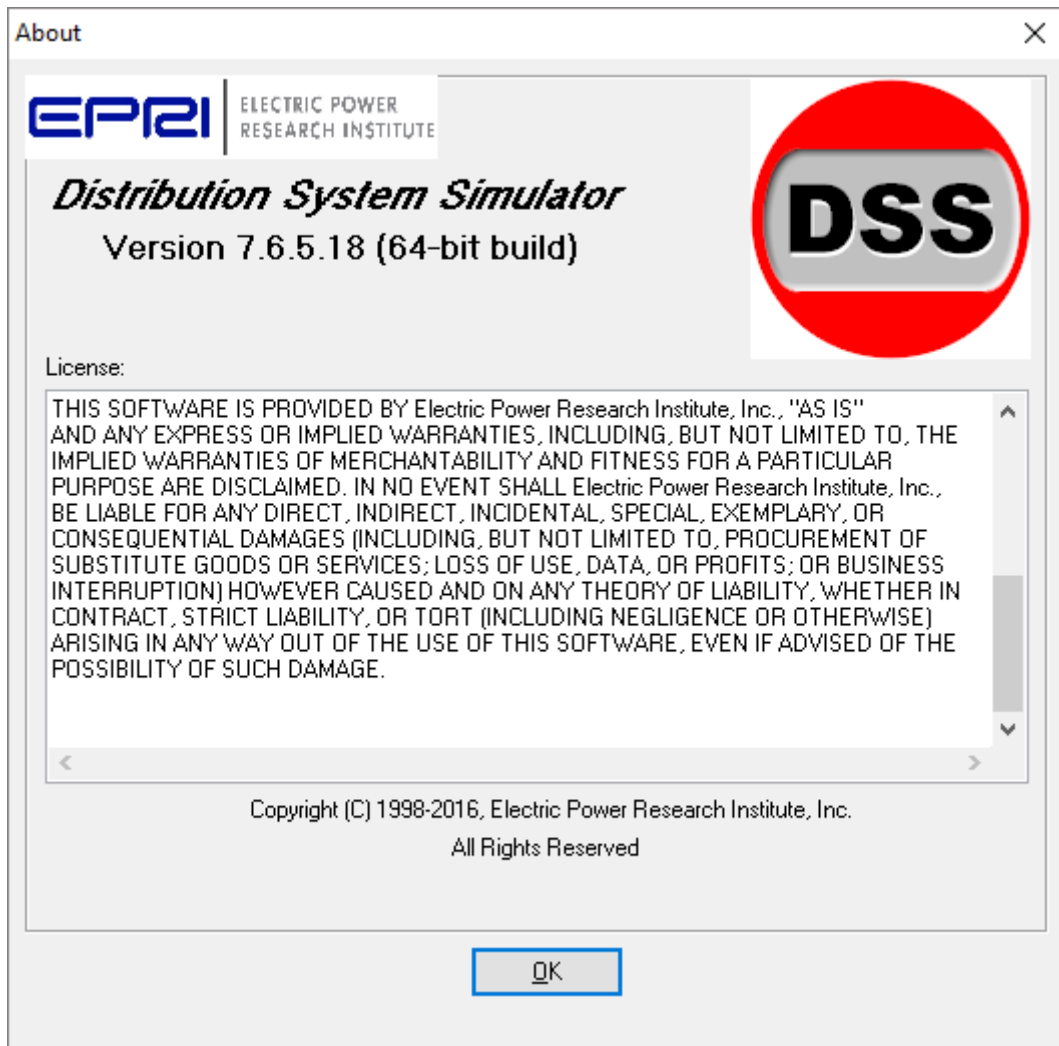 About
EPRI
ELECTRIC POWER
RESEARCH INSTITUTE
Distribution System Simulator
Version 7.6.5.18 (64-bit build)
DSS
License:
THIS SOFTWARE IS PROVIDED BY Electric Power Research Institute, Inc., "AS IS"
AND ANY EXPRESS OR IMPLIED WARRANTIES, INCLUDING, BUT NOT LIMITED TO, THE
IMPLIED WARRANTIES OF MERCHANTABILITY AND FITNESS FOR A PARTICULAR
PURPOSE ARE DISCLAIMED. IN NO EVENT SHALL Electric Power Research Institute, Inc.,
BE LIABLE FOR ANY DIRECT, INDIRECT, INCIDENTAL, SPECIAL, EXEMPLARY, OR
CONSEQUENTIAL DAMAGES (INCLUDING, BUT NOT LIMITED TO, PROCUREMENT OF
SUBSTITUTE GOODS OR SERVICES; LOSS OF USE, DATA, OR PROFITS; OR BUSINESS
INTERRUPTION) HOWEVER CAUSED AND ON ANY THEORY OF LIABILITY, WHETHER IN
CONTRACT, STRICT LIABILITY, OR TORT (INCLUDING NEGLIGENCE OR OTHERWISE)
ARISING IN ANY WAY OUT OF THE USE OF THIS SOFTWARE, EVEN IF ADVISED OF THE
POSSIBILITY OF SUCH DAMAGE.
Copyright (C) 1998-2016, Electric Power Research Institute, Inc.
All Rights Reserved
OK